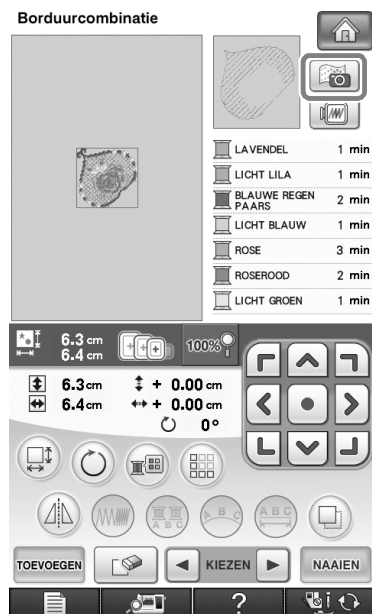 Borduurcombinatie
LAVENDEL 1 min
LICHT LILA 1 min
BLAUWE REGEN
PAARS 2 min
LICHT BLAUW 1 min
ROSE 3 min
ROSEROOD 2 min
LICHT GROEN 1 min
6.3 cm
6.4 cm
100%
6.3 cm + 0.00 cm
6.4 cm + 0.00 cm
0°
A B C
A B C
A B C
TOEVOEGEN KIEZEN NAAIEN
?